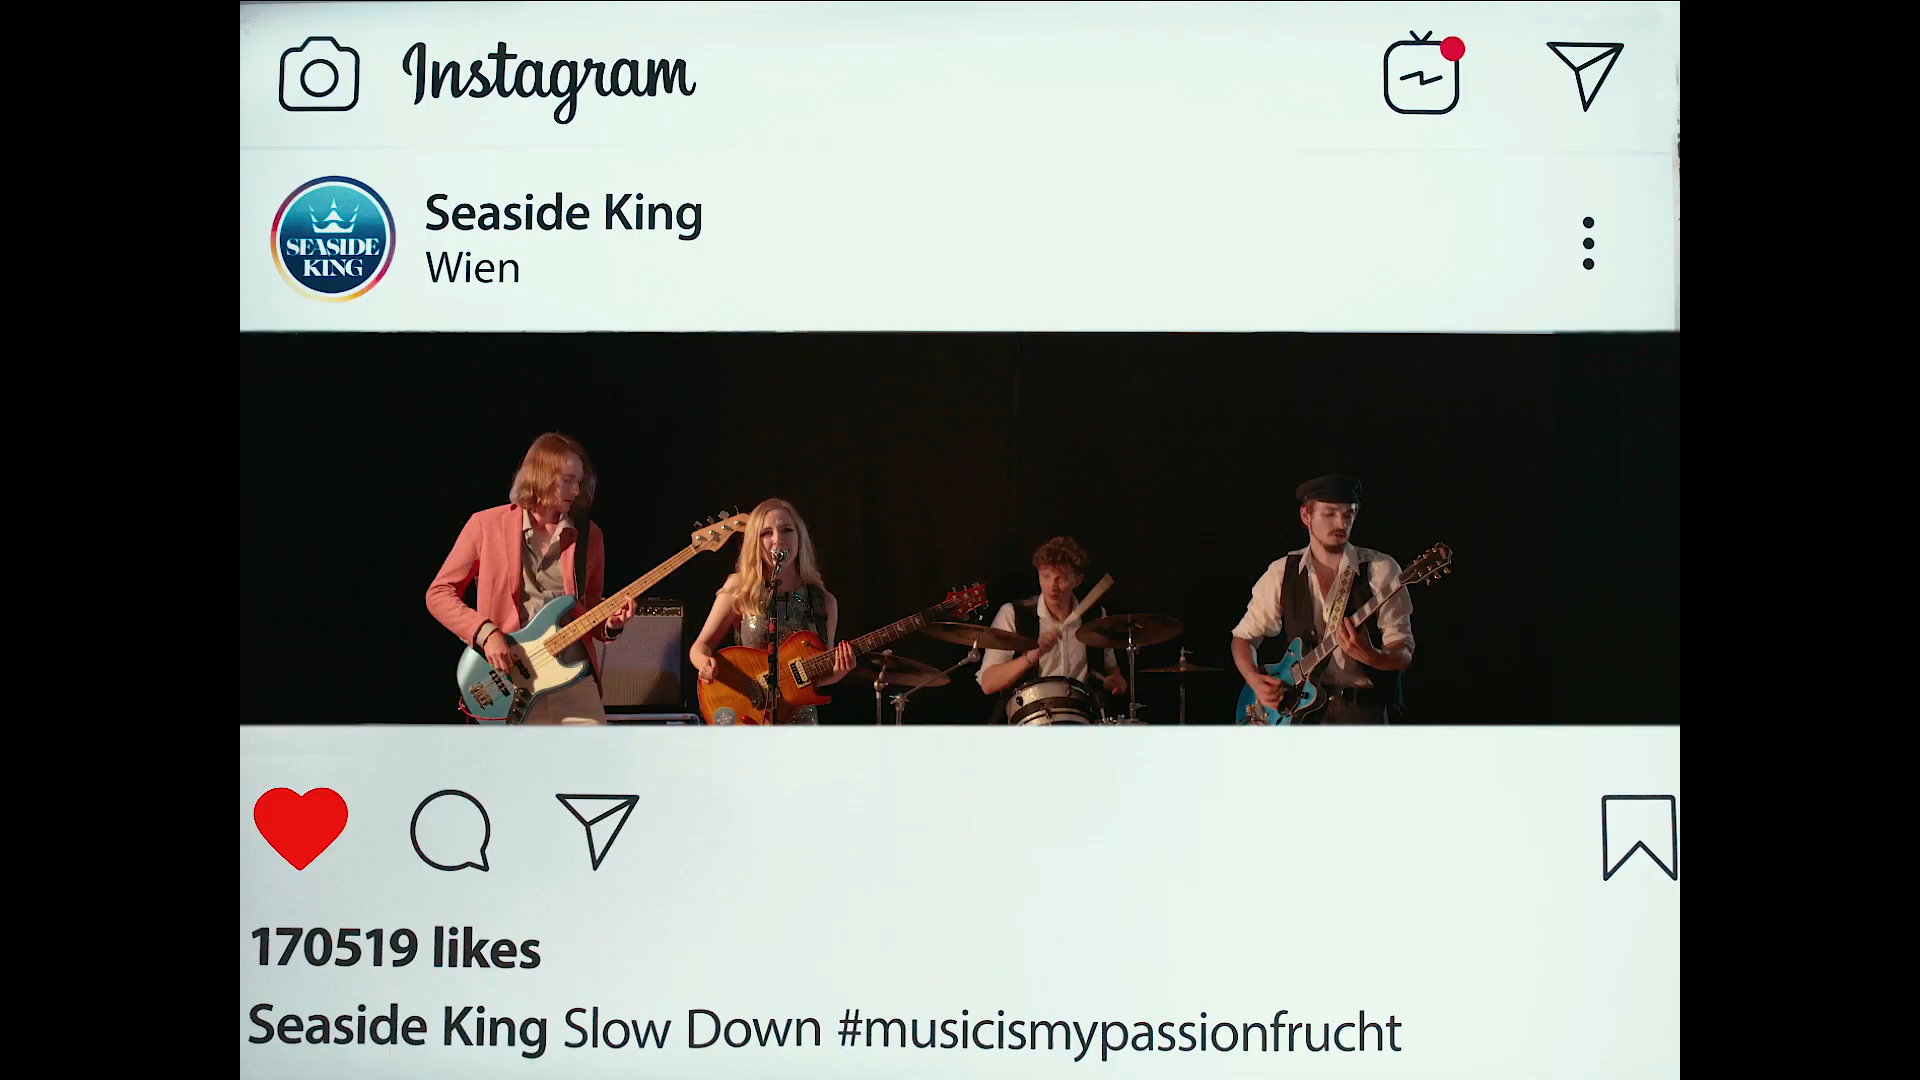 Instagram
SEASIDE
KING
Seaside King
Wien
170519 likes
Seaside King Slow Down #musicismypassionfrucht